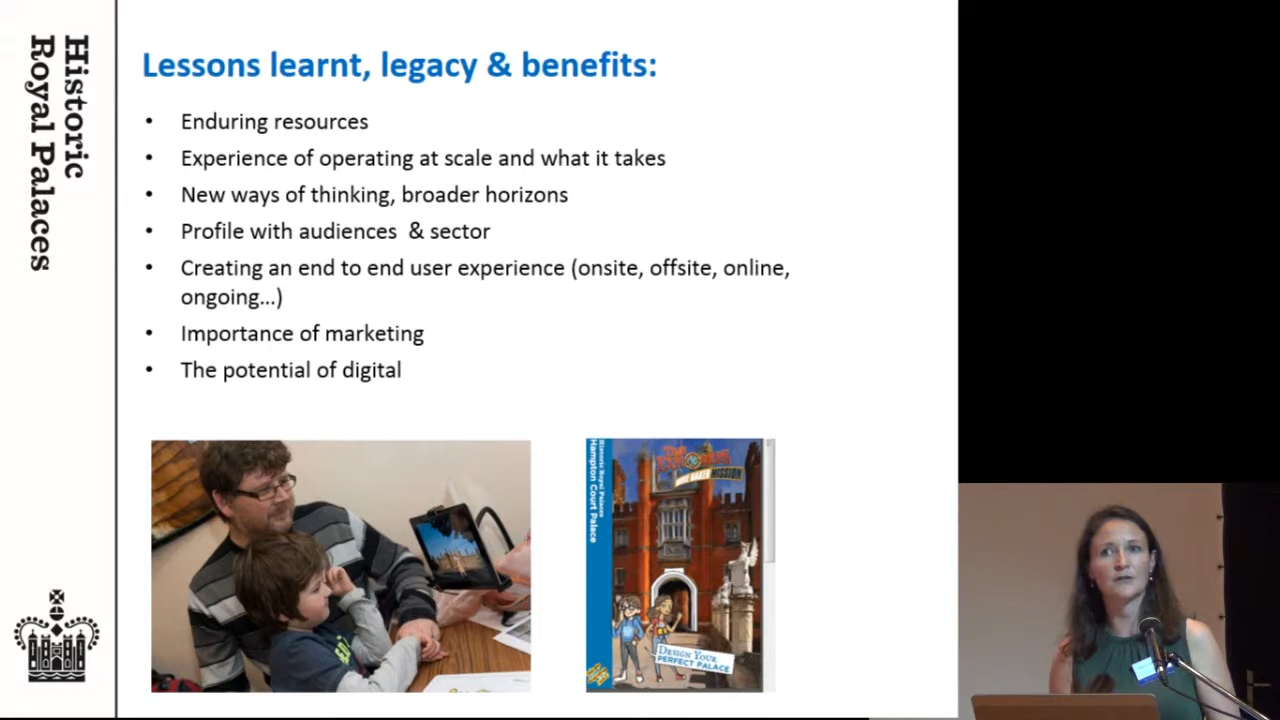 Historic
Royal Palaces
Lessons learnt, legacy & benefits:
• Enduring resources
• Experience of operating at scale and what it takes
• New ways of thinking, broader horizons
• Profile with audiences & sector
• Creating an end to end user experience (onsite, offsite, online,
ongoing...)
• Importance of marketing
• The potential of digital
Historic Royal Palaces
Hampton Court Palace
MISSION
DESIGN YOUR
PERFECT PALACE